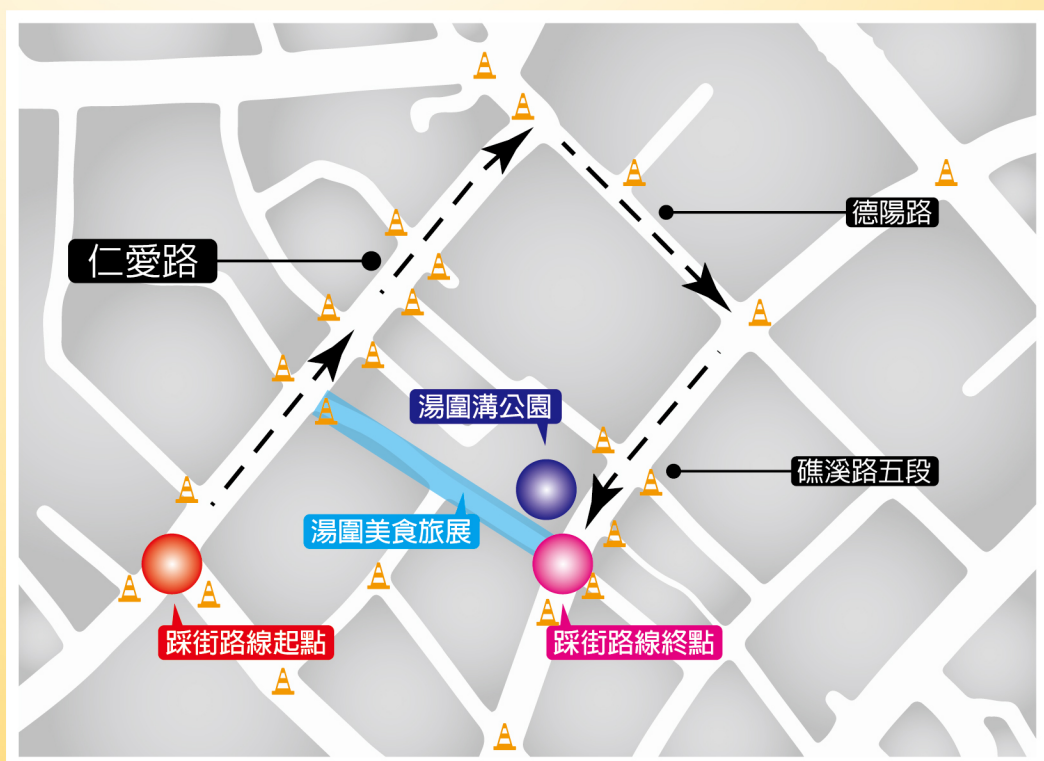 德陽路
仁愛路
湯圍溝公園
礁溪路五段
湯圍美食旅展
踩街路線起點
踩街路線終點